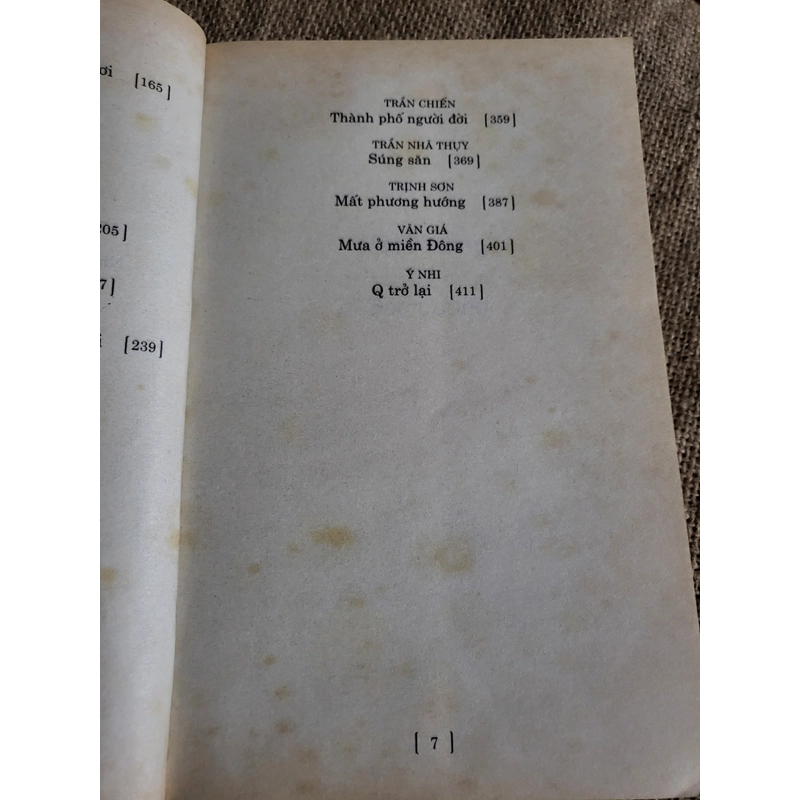 ơi [165]
205]
7]
i [239]
TRẦN CHIẾN
Thành phố người đời [359]
TRẦN NHÃ THỤY
Súng săn [369]
TRỊNH SƠN
Mất phương hướng [387]
VĂN GIÁ
Mưa ở miền Đông [401]
Ý NHI
Q trở lại [411]
[ 7 ]